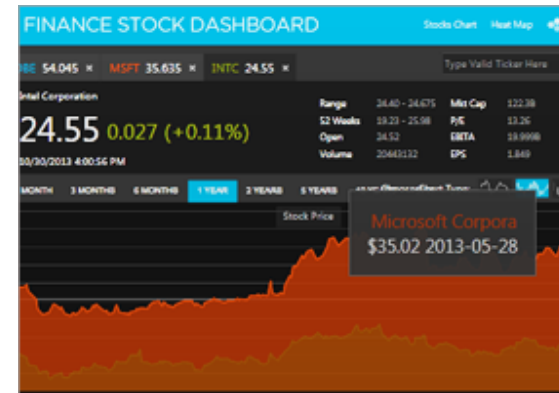 FINANCE STOCK DASHBOARD
Stocks Chart Heat Map
BE 54.045 × MSFT 35.635 × INTC 24.55 ×
Type Valid Ticker Here
Intel Corporation
24.55 0.027 (+0.11%)
10/30/2013 4:00:56 PM
Range 24.40 - 24.675 Mkt Cap 122.3B
52 Weeks 19.23 - 25.98 P/E 13.26
Open 24.52 EBITA 19.999B
Volume 20443132 EPS 1.849
MONTH 3 MONTHS 6 MONTHS 1 YEAR 2 YEARS 5 YEARS Chart Type:
Stock Price
Microsoft Corpora
$35.02 2013-05-28